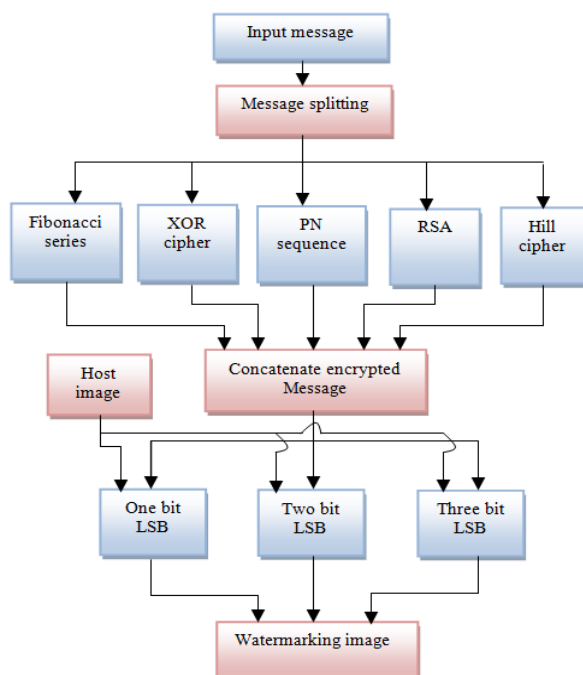 Input message
Message splitting
Fibonacci
series
XOR
cipher
PN
sequence
RSA
Hill
cipher
Concatenate encrypted
Message
Host
image
One bit
LSB
Two bit
LSB
Three bit
LSB
Watermarking image